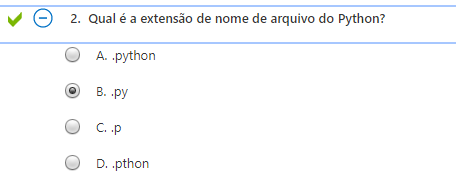 2. Qual é a extensão de nome de arquivo do Python?
A. .python
B. .py
C. .p
D. .pthon